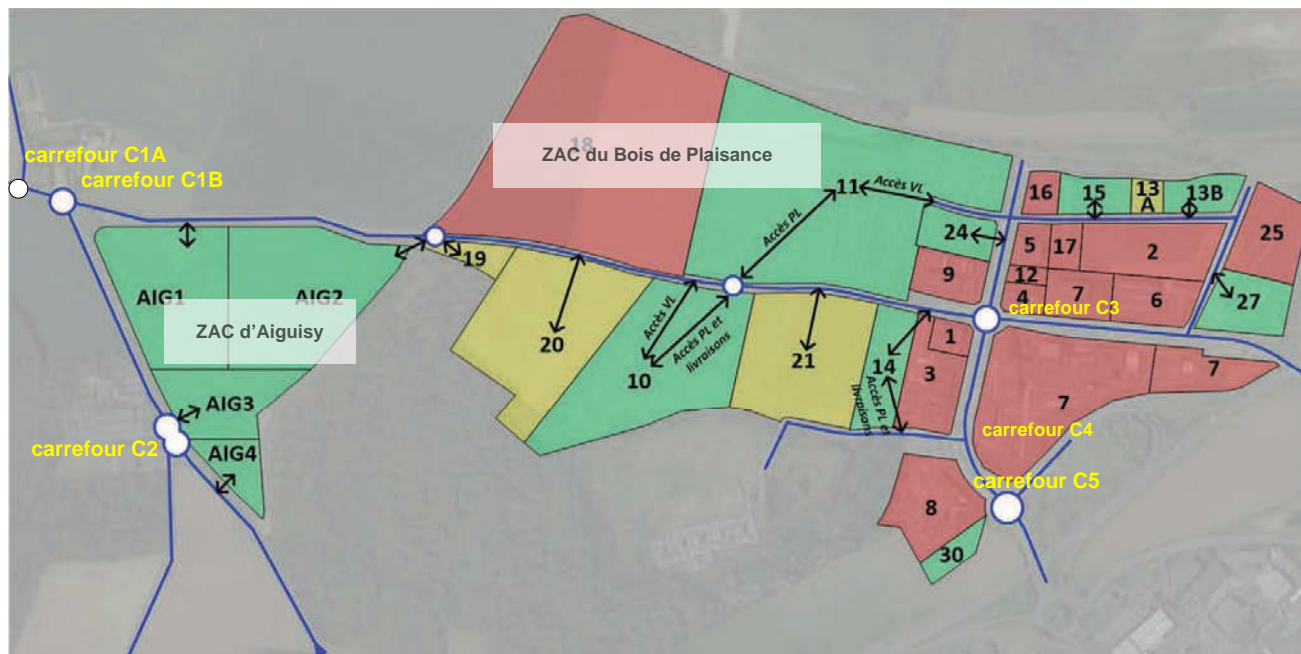 18
ZAC du Bois de Plaisance
carrefour C1A
carrefour C1B
11
Accès VL
Accès PL
16
15
13
A
13B
25
24
5
17
2
19
9
12
4
7
6
27
AIG1
AIG2
ZAC d'Aiguisy
20
Accès VL
Accès PL et
livraisons
10
21
14
Accès PL et
livraisons
1
3
carrefour C3
7
7
AIG3
carrefour C2
AIG4
carrefour C4
carrefour C5
8
30